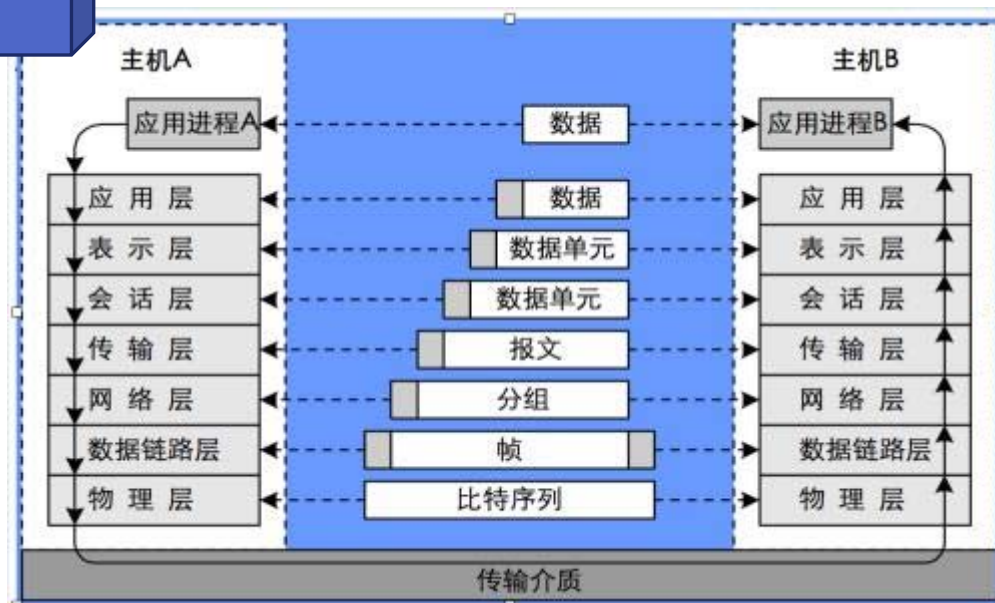 主机A 主机B
应用进程A 数据 应用进程B
应用层 数据 应用层
表示层 数据单元 表示层
会话层 数据单元 会话层
传输层 报文 传输层
网络层 分组 网络层
数据链路层 帧 数据链路层
物理层 比特序列 物理层
传输介质